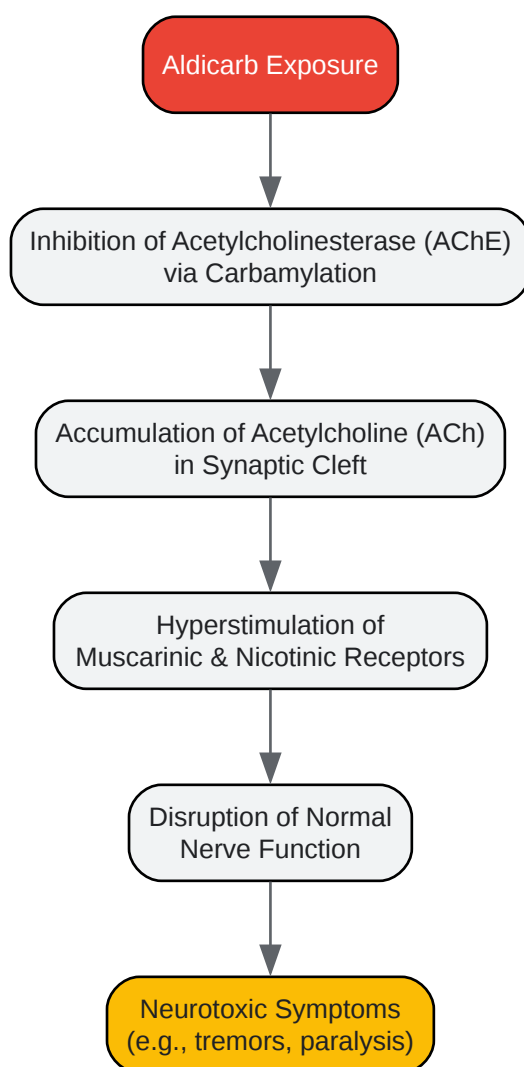 Aldicarb Exposure
Inhibition of Acetylcholinesterase (AChE)
via Carbamylation
Accumulation of Acetylcholine (ACh)
in Synaptic Cleft
Hyperstimulation of
Muscarinic & Nicotinic Receptors
Disruption of Normal
Nerve Function
Neurotoxic Symptoms
(e.g., tremors, paralysis)